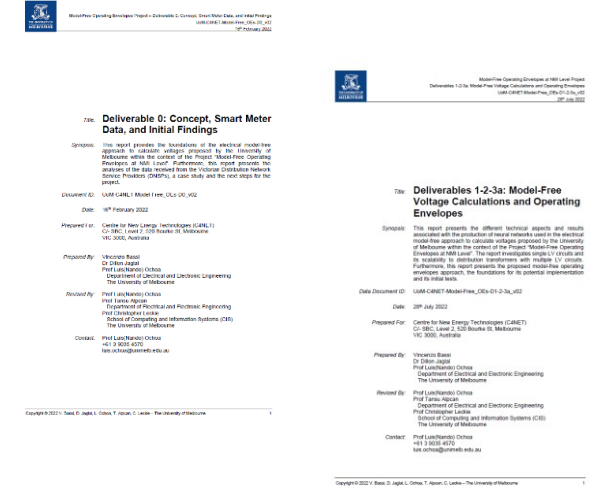 Model-Free Operating Envelopes Project – Deliverable 0: Concept, Smart Meter Data, and Initial Findings
UoM-C4NET-Model-Free_OEs-D0_v02
16th February 2022
MELBOURNE
Title: Deliverable 0: Concept, Smart Meter
Data, and Initial Findings
Synopsis: This report provides the foundations of the electrical model-free
approach to calculate voltages proposed by the University of
Melbourne within the context of the Project "Model-Free Operating
Envelopes at NMI Level". Furthermore, this report presents the
analyses of the data received from the Victorian Distribution Network
Service Providers (DNSPs), a case study and the next steps for the
project.
Document ID: UoM-C4NET-Model-Free_OEs-D0_v02
Date: 16th February 2022
Prepared For: Centre for New Energy Technologies (C4NET)
C/- SBC, Level 2, 520 Bourke St, Melbourne
VIC 3000, Australia
Prepared By: Vincenzo Bassi
Dr Dillon Jaglal
Prof Luis(Nando) Ochoa
Department of Electrical and Electronic Engineering
The University of Melbourne
Revised By: Prof Luis(Nando) Ochoa
Prof Tansu Alpcan
Department of Electrical and Electronic Engineering
Prof Christopher Leckie
School of Computing and Information Systems (CIS)
The University of Melbourne
Contact: Prof Luis(Nando) Ochoa
+61 3 9035 4570
luis.ochoa@unimelb.edu.au
Copyright © 2022 V. Bassi, D. Jaglal, L. Ochoa, T. Alpcan, C. Leckie – The University of Melbourne 1
Model-Free Operating Envelopes at NMI Level Project
Deliverables 1-2-3a: Model-Free Voltage Calculations and Operating Envelopes
UoM-C4NET-Model-Free_OEs-D1-2-3a_v02
28th July 2022
MELBOURNE
Title: Deliverables 1-2-3a: Model-Free
Voltage Calculations and Operating
Envelopes
Synopsis: This report presents the different technical aspects and results
associated with the production of neural networks used in the electrical
model-free approach to calculate voltages proposed by the University
of Melbourne within the context of the Project "Model-Free Operating
Envelopes at NMI Level". The report investigates single LV circuits and
its scalability to distribution transformers with multiple LV circuits.
Furthermore, this report presents the proposed model-free operating
envelopes approach, the foundations for its potential implementation
and its initial tests.
Data Document ID: UoM-C4NET-Model-Free_OEs-D1-2-3a_v02
Date: 28th July 2022
Prepared For: Centre for New Energy Technologies (C4NET)
C/- SBC, Level 2, 520 Bourke St, Melbourne
VIC 3000, Australia
Prepared By: Vincenzo Bassi
Dr Dillon Jaglal
Prof Luis(Nando) Ochoa
Department of Electrical and Electronic Engineering
The University of Melbourne
Revised By: Prof Luis(Nando) Ochoa
Prof Tansu Alpcan
Department of Electrical and Electronic Engineering
Prof Christopher Leckie
School of Computing and Information Systems (CIS)
The University of Melbourne
Contact: Prof Luis(Nando) Ochoa
+61 3 9035 4570
luis.ochoa@unimelb.edu.au
Copyright © 2022 V. Bassi, D. Jaglal, L. Ochoa, T. Alpcan, C. Leckie – The University of Melbourne 1